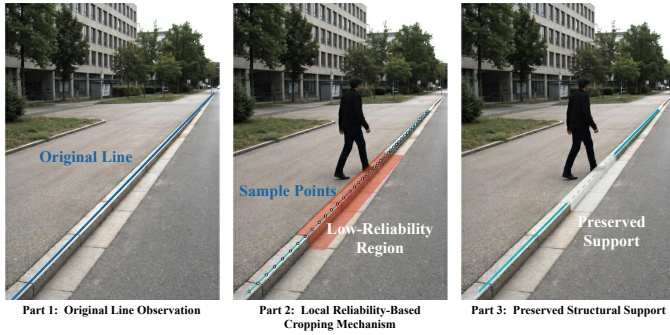 Original Line
Sample Points
Low-Reliability
Region
Preserved
Support
Part 1: Original Line Observation
Part 2: Local Reliability-Based
Cropping Mechanism
Part 3: Preserved Structural Support